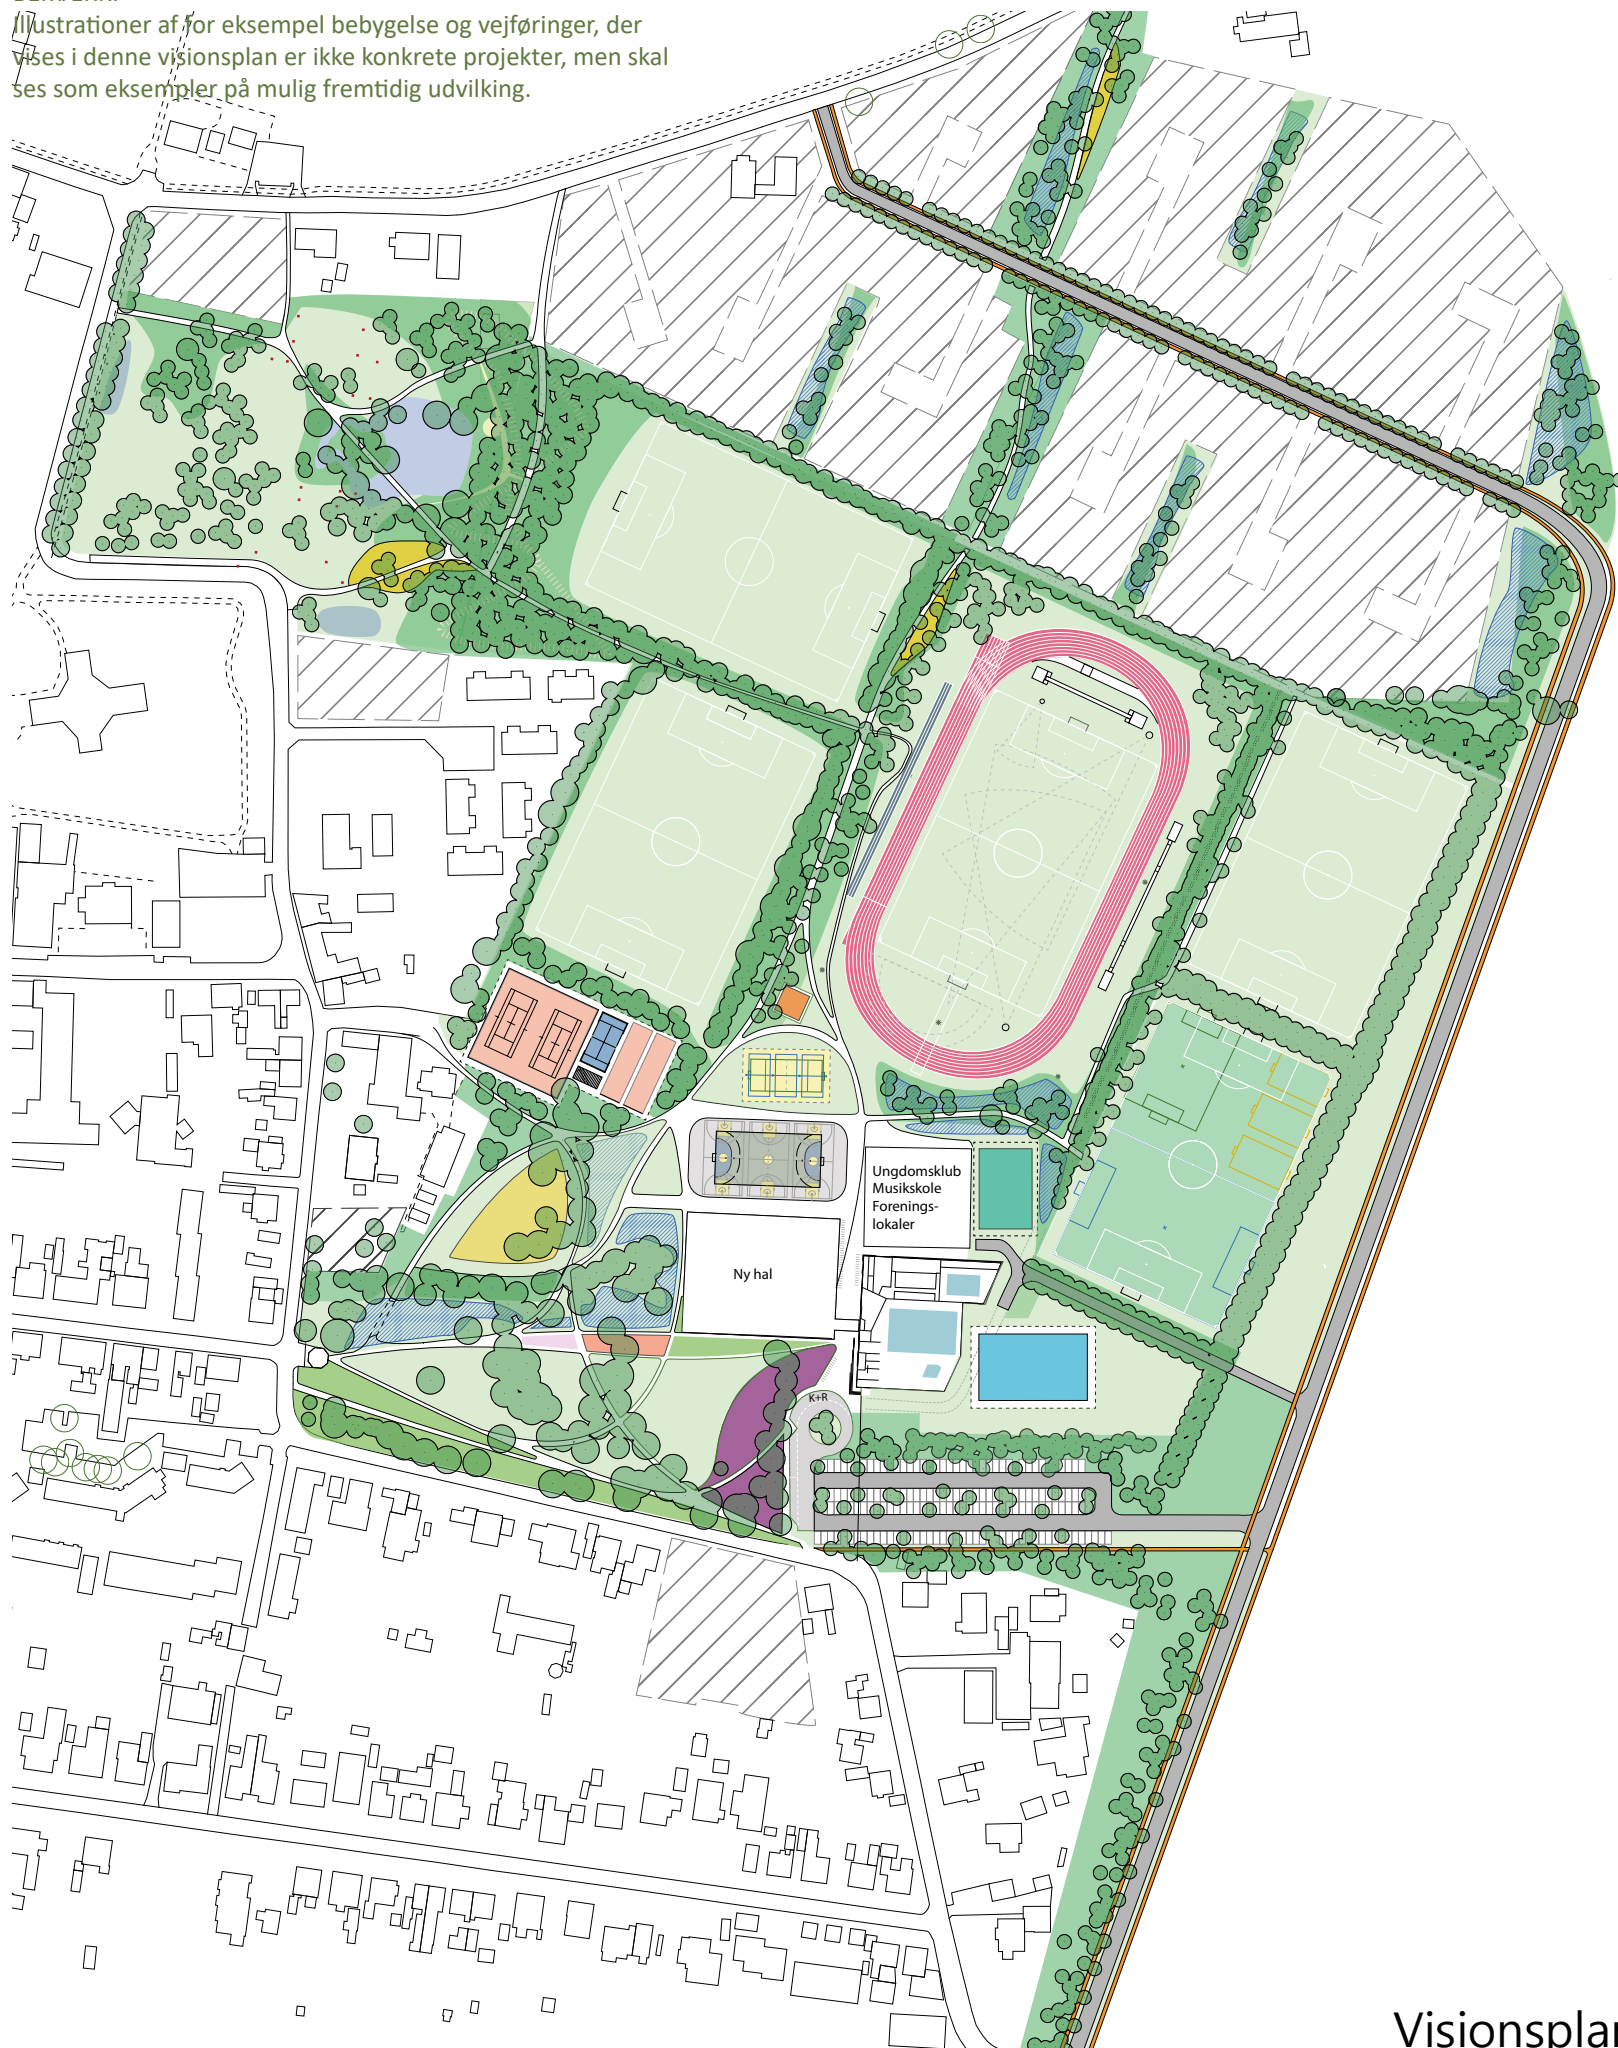 Illustrationer af for eksempel bebygelse og vejføringer, der
vises i denne visionsplan er ikke konkrete projekter, men skal
ses som eksempler på mulig fremtidig udvilking.
Ungdomsklub
Musikskole
Forenings-
lokaler
Ny hal
K+R
Visionsplan